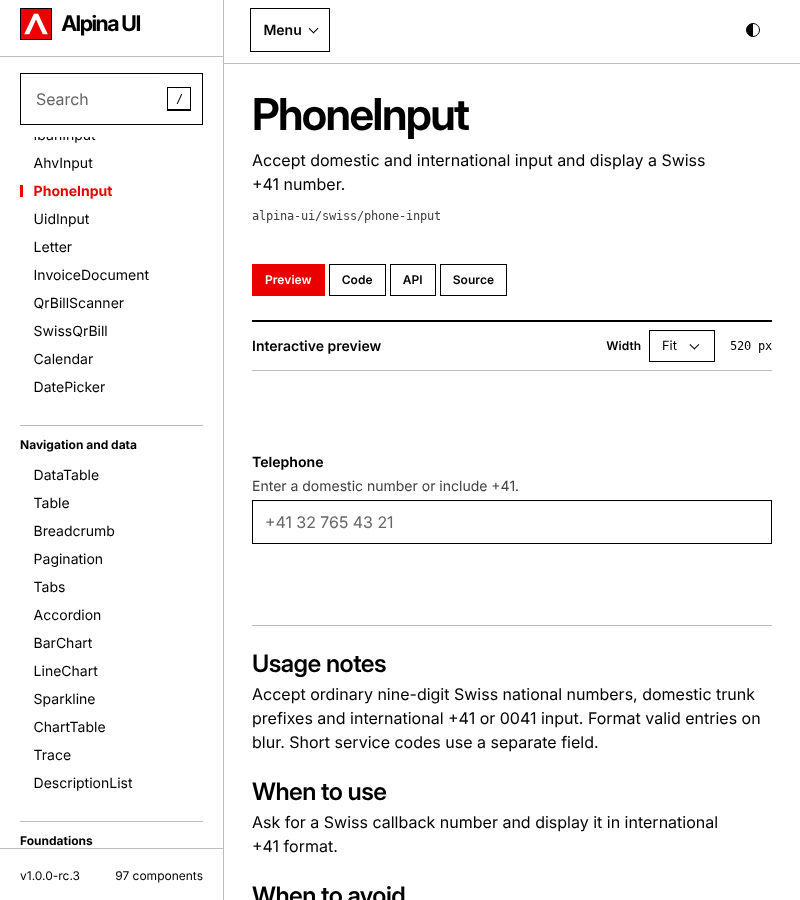 Alpina UI
Search
/
IbanInput
AhvInput
PhoneInput
UidInput
Letter
InvoiceDocument
QrBillScanner
SwissQrBill
Calendar
DatePicker
Navigation and data
DataTable
Table
Breadcrumb
Pagination
Tabs
Accordion
BarChart
LineChart
Sparkline
ChartTable
Trace
DescriptionList
Foundations
v1.0.0-rc.3 97 components
Menu
PhoneInput
Accept domestic and international input and display a Swiss
+41 number.
alpina-ui/swiss/phone-input
Preview Code API Source
Interactive preview Width Fit 520 px
Telephone
Enter a domestic number or include +41.
+41 32 765 43 21
Usage notes
Accept ordinary nine-digit Swiss national numbers, domestic trunk
prefixes and international +41 or 0041 input. Format valid entries on
blur. Short service codes use a separate field.
When to use
Ask for a Swiss callback number and display it in international
+41 format.
When to avoid